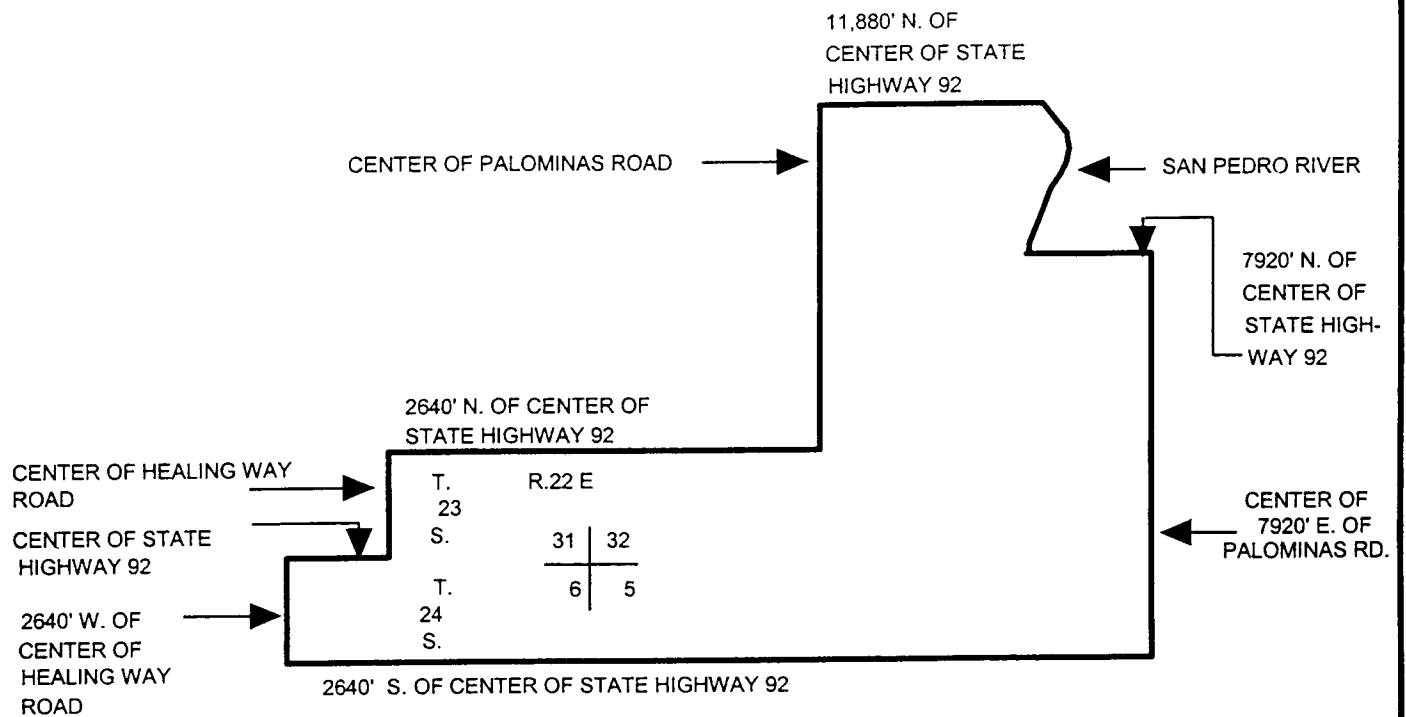 11,880' N. OF
CENTER OF STATE
HIGHWAY 92
CENTER OF PALOMINAS ROAD
SAN PEDRO RIVER
7920' N. OF
CENTER OF
STATE HIGH-
WAY 92
2640' N. OF CENTER OF
STATE HIGHWAY 92
CENTER OF HEALING WAY
ROAD
T. R.22 E
23
S.
CENTER OF STATE
HIGHWAY 92
31 32
6 5
T.
24
S.
CENTER OF
7920' E. OF
PALOMINAS RD.
2640' W. OF
CENTER OF
HEALING WAY
ROAD
2640' S. OF CENTER OF STATE HIGHWAY 92